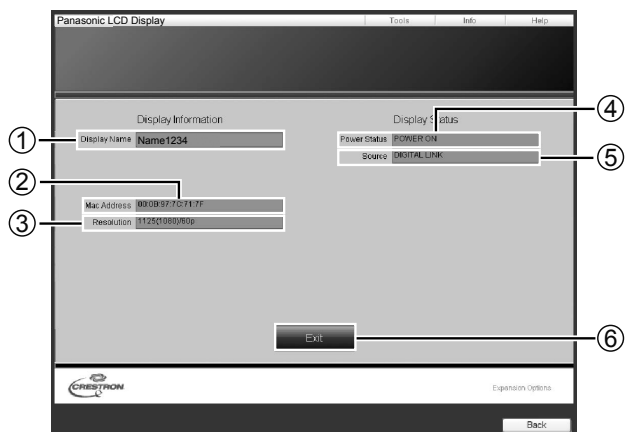 Panasonic LCD Display
Tools Info Help
Display Information
Display Status
① Display Name Name1234
② Mac Address 00:0B:97:7C:71:7F
③ Resolution 1125(1080)/60p
④ Power Status POWER ON
⑤ Source DIGITAL LINK
⑥ Exit
CRESTRON
Expansion Options
Back